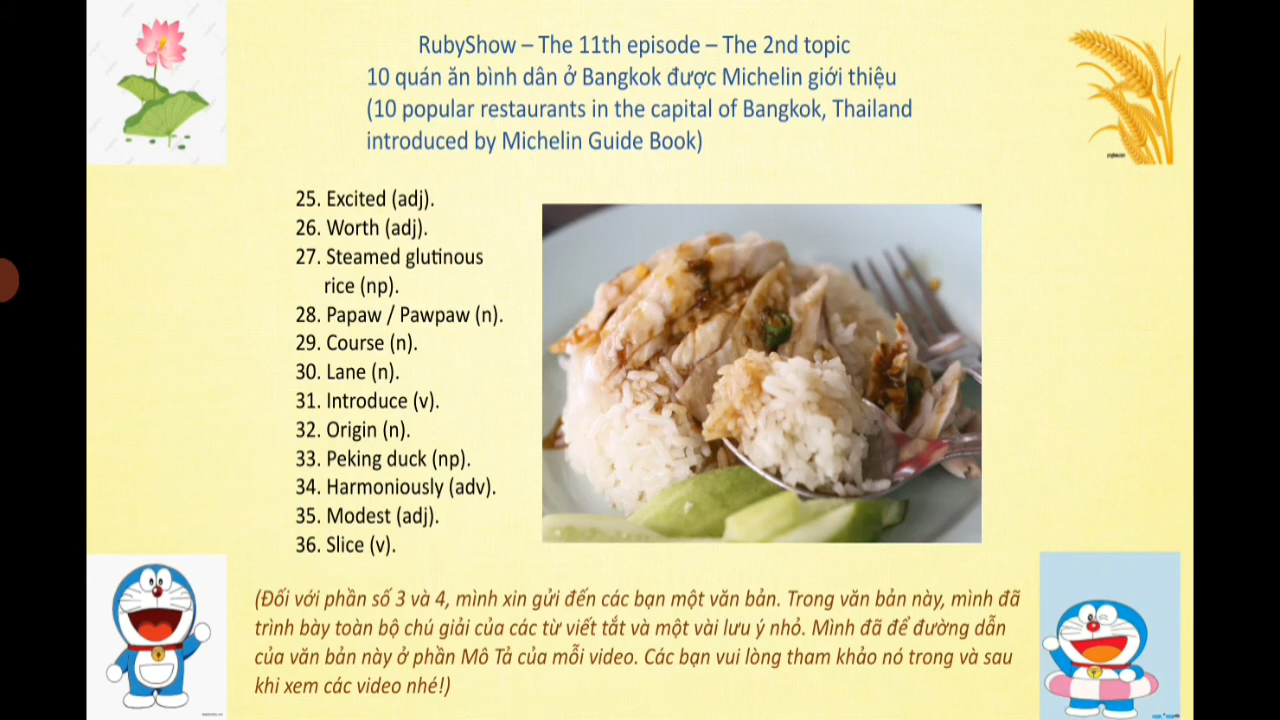 RubyShow – The 11th episode – The 2nd topic
10 quán ăn bình dân ở Bangkok được Michelin giới thiệu
(10 popular restaurants in the capital of Bangkok, Thailand
introduced by Michelin Guide Book)
25. Excited (adj).
26. Worth (adj).
27. Steamed glutinous
rice (np).
28. Papaw / Pawpaw (n).
29. Course (n).
30. Lane (n).
31. Introduce (v).
32. Origin (n).
33. Peking duck (np).
34. Harmoniously (adv).
35. Modest (adj).
36. Slice (v).
(Đối với phần số 3 và 4, mình xin gửi đến các bạn một văn bản. Trong văn bản này, mình đã
trình bày toàn bộ chú giải của các từ viết tắt và một vài lưu ý nhỏ. Mình đã để đường dẫn
của văn bản này ở phần Mô Tả của mỗi video. Các bạn vui lòng tham khảo nó trong và sau
khi xem các video nhé!)